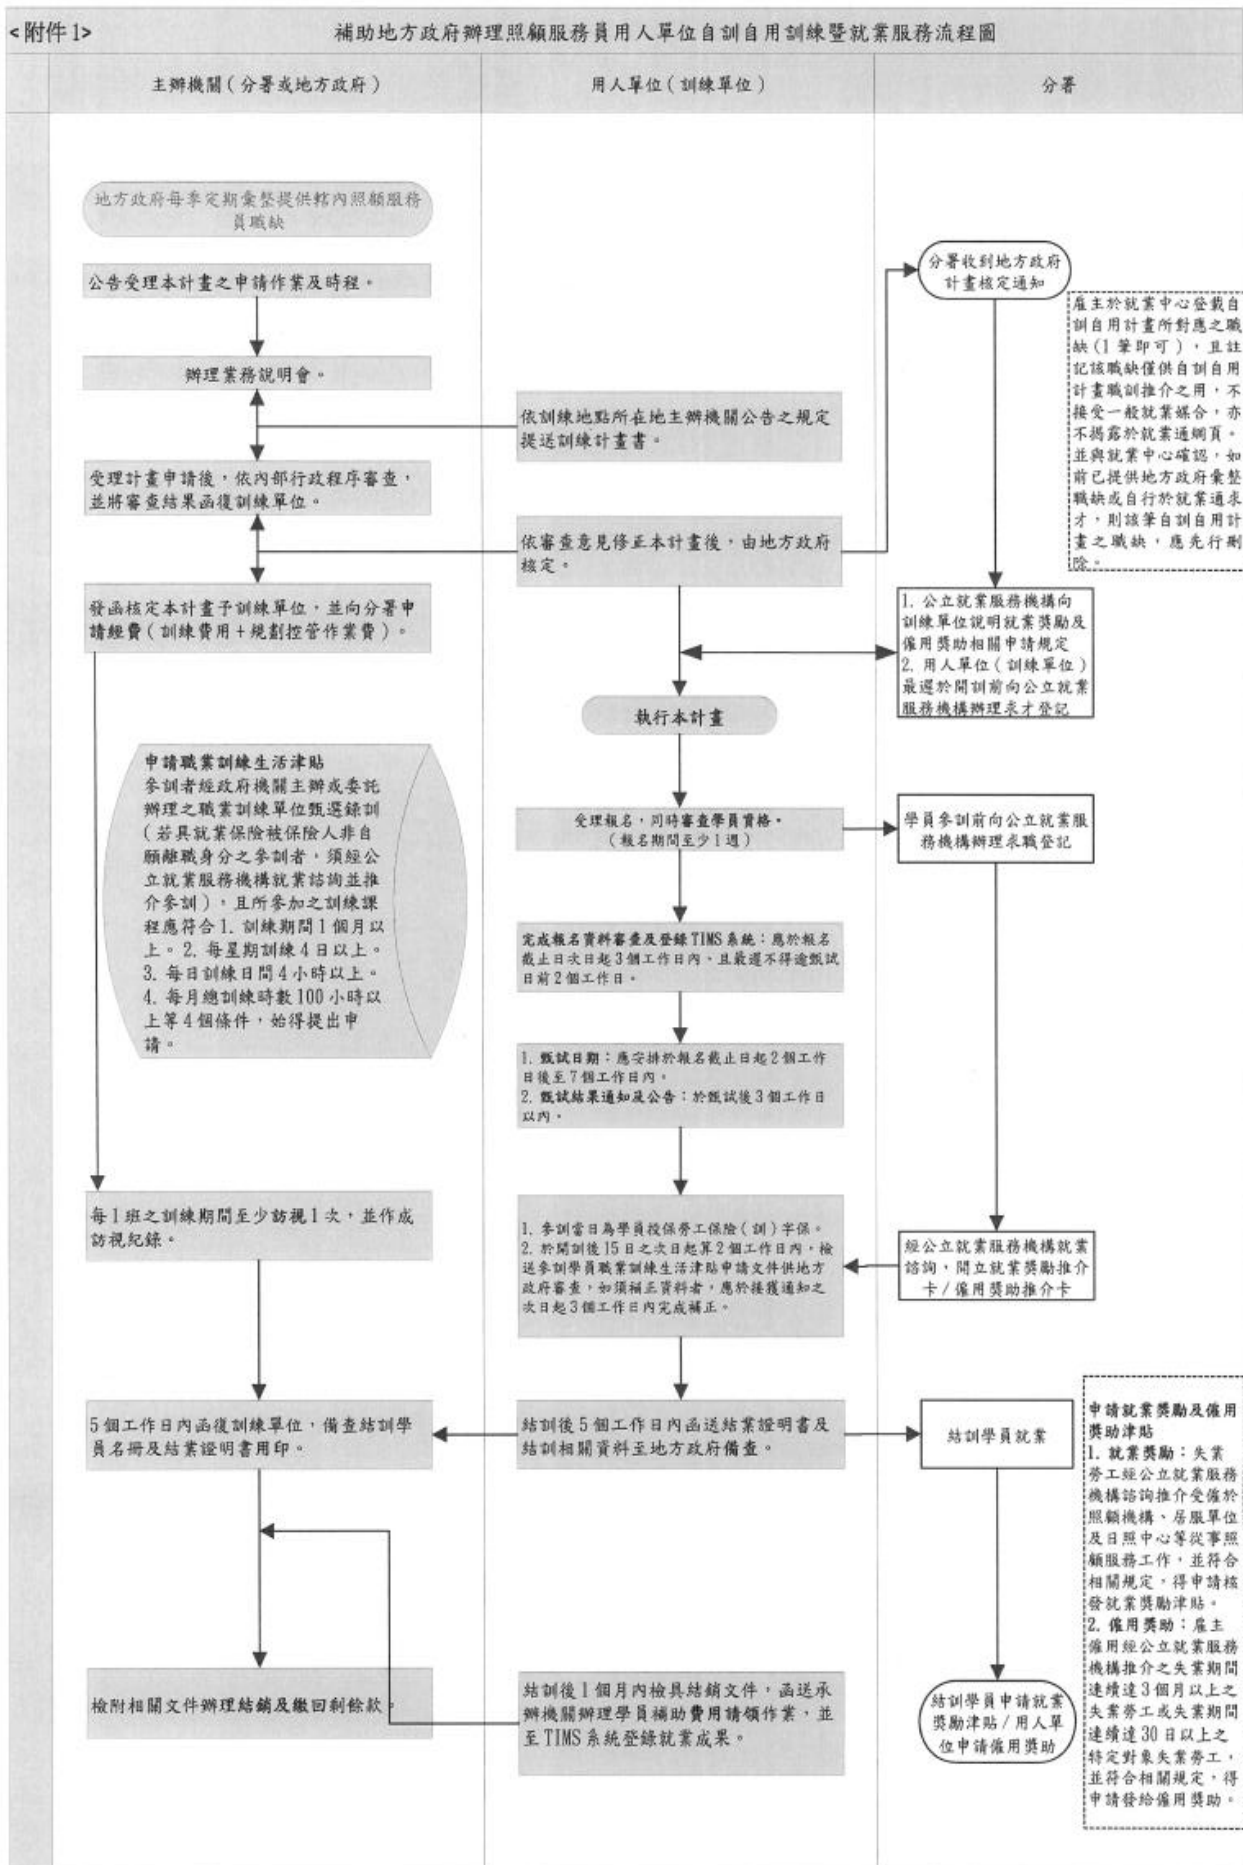 <附件1>
補助地方政府辦理照顧服務員用人單位自訓自用訓練暨就業服務流程圖
主辦機關(分署或地方政府)
用人單位(訓練單位)
分署
地方政府每季定期彙整提供轄內照顧服務
員職缺
公告受理本計畫之申請作業及時程。
辦理業務說明會。
依訓練地點所在地主辦機關公告之規定
提送訓練計畫書。
受理計畫申請後,依內部行政程序審查,
並將審查結果函復訓練單位。
依審查意見修正本計畫後,由地方政府
核定。
發函核定本計畫予訓練單位,並向分署申
請經費(訓練費用+規劃控管作業費)。
分署收到地方政府
計畫核定通知
雇主於就業中心登載自
訓自用計畫所對應之職
缺(1筆即可),且註
記該職缺僅供自訓自用
計畫職訓推介之用,不
接受一般就業媒合,亦
不揭露於就業通網頁。
並與就業中心確認,如
前已提供地方政府彙整
職缺或自行於就業通求
才,則該筆自訓自用計
畫之職缺,應先行刪
除。
1. 公立就業服務機構向
訓練單位說明就業獎勵及
僱用獎助相關申請規定
2. 用人單位(訓練單位)
最遲於開訓前向公立就業
服務機構辦理求才登記
執行本計畫
申請職業訓練生活津貼
參訓者經政府機關主辦或委託
辦理之職業訓練單位甄選錄訓
(若具就業保險被保險人非自
願離職身分之參訓者,須經公
立就業服務機構就業諮詢並推
介參訓),且所參加之訓練課
程應符合1. 訓練期間1個月以
上。2. 每星期訓練4日以上。
3. 每日訓練日間4小時以上。
4. 每月總訓練時數100小時以
上等4個條件,始得提出申
請。
受理報名,同時審查學員資格。
(報名期間至少1週)
學員參訓前向公立就業服
務機構辦理求職登記
完成報名資料審查及登錄TIMS系統:應於報名
截止日次日起3個工作日內、且最遲不得逾甄試
日前2個工作日。
1. 甄試日期:應安排於報名截止日起2個工作
日後至7個工作日內。
2. 甄試結果通知及公告:於甄試後3個工作日
以內。
每1班之訓練期間至少訪視1次,並作成
訪視紀錄。
1. 參訓當日為學員投保勞工保險(訓)字保。
2. 於開訓後15日之次日起算2個工作日內,檢
送參訓學員職業訓練生活津貼申請文件供地方
政府審查,如須補正資料者,應於接獲通知之
次日起3個工作日內完成補正。
經公立就業服務機構就業
諮詢,開立就業獎勵推介
卡/僱用獎助推介卡
5個工作日內函復訓練單位,備查結訓學
員名冊及結業證明書用印。
結訓後5個工作日內函送結業證明書及
結訓相關資料至地方政府備查。
結訓學員就業
申請就業獎勵及僱用
獎助津貼
1. 就業獎勵:失業
勞工經公立就業服務
機構諮詢推介受僱於
照顧機構、居服單位
及日照中心等從事照
顧服務工作,並符合
相關規定,得申請核
發就業獎勵津貼。
2. 僱用獎助:雇主
僱用經公立就業服務
機構推介之失業期間
連續達3個月以上之
失業勞工或失業期間
連續達30日以上之
特定對象失業勞工,
並符合相關規定,得
申請發給僱用獎助。
檢附相關文件辦理結銷及繳回剩餘款。
結訓後1個月內檢具結銷文件,函送承
辦機關辦理學員補助費用請領作業,並
至TIMS系統登錄就業成果。
結訓學員申請就業
獎勵津貼/用人單
位申請僱用獎助